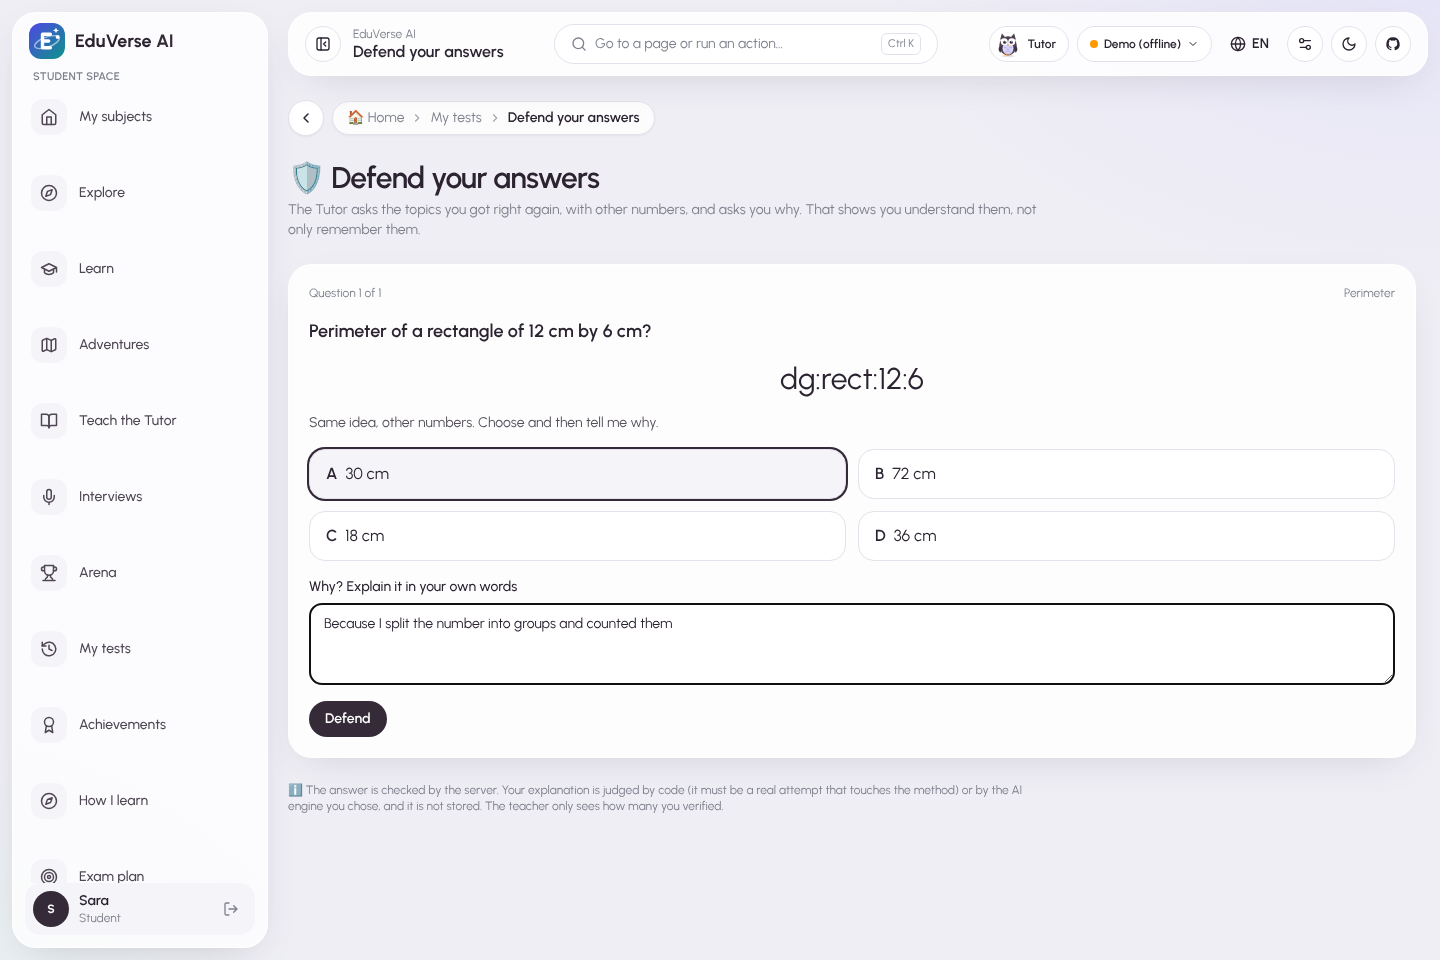 EduVerse AI
STUDENT SPACE
My subjects
Explore
Learn
Adventures
Teach the Tutor
Interviews
Arena
My tests
Achievements
How I learn
Exam plan
S
Sara
Student
EduVerse AI
Defend your answers
Go to a page or run an action...
Ctrl K
Tutor
Demo (offline)
EN
Home
My tests
Defend your answers
Defend your answers
The Tutor asks the topics you got right again, with other numbers, and asks you why. That shows you understand them, not
only remember them.
Question 1 of 1
Perimeter
Perimeter of a rectangle of 12 cm by 6 cm?
dg:rect:12:6
Same idea, other numbers. Choose and then tell me why.
A 30 cm
B 72 cm
C 18 cm
D 36 cm
Why? Explain it in your own words
Because I split the number into groups and counted them
Defend
ℹ️ The answer is checked by the server. Your explanation is judged by code (it must be a real attempt that touches the method) or by the AI
engine you chose, and it is not stored. The teacher only sees how many you verified.